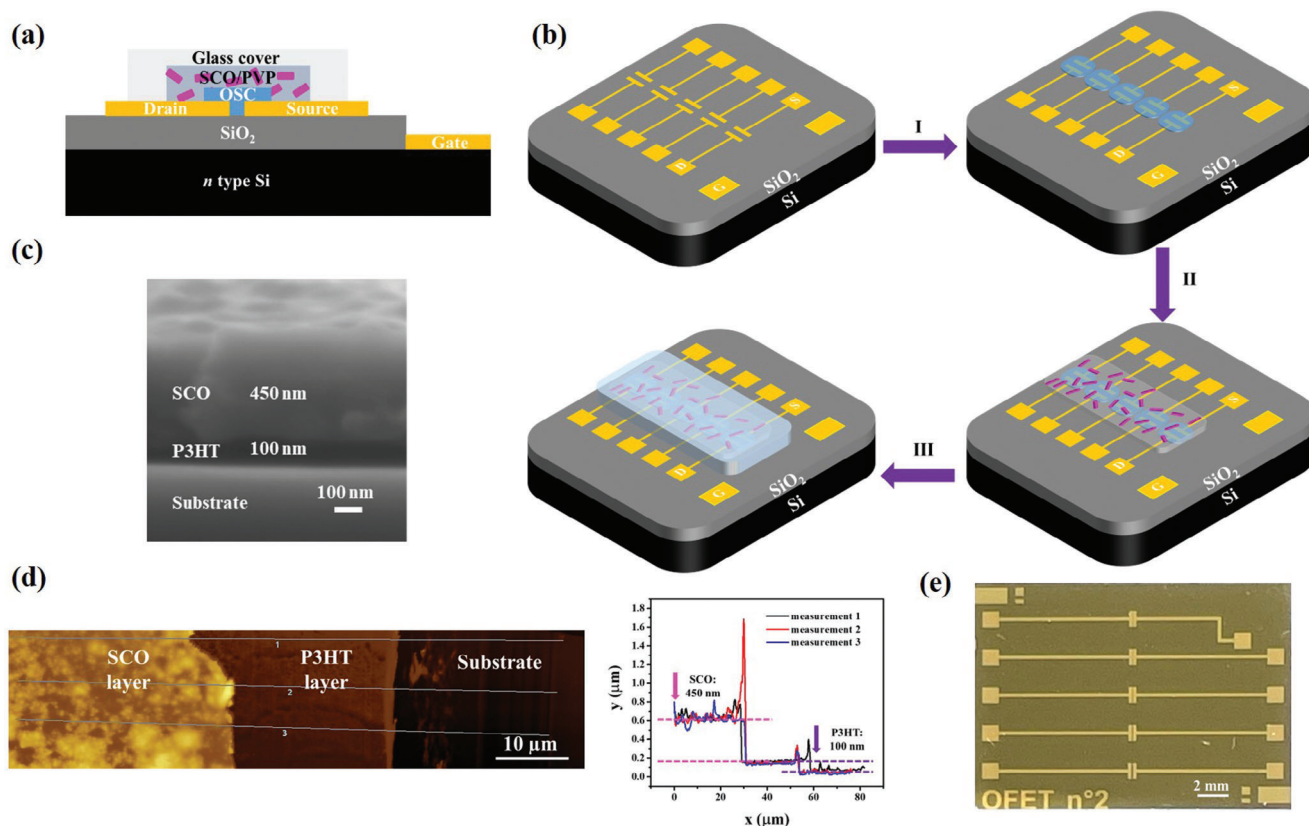 (a)
Glass cover
SCO/PVP
OSC
Drain
Source
SiO₂
Gate
n type Si
(b)
S
D
G
SiO₂
Si
I
S
D
G
SiO₂
Si
II
S
D
G
SiO₂
Si
III
S
D
G
SiO₂
Si
(c)
SCO 450 nm
P3HT 100 nm
Substrate
100 nm
(d)
SCO
layer
P3HT
layer
Substrate
1
2
3
10 µm
y (µm)
1.8
1.6
1.4
1.2
1.0
0.8
0.6
0.4
0.2
0.0
measurement 1
measurement 2
measurement 3
SCO:
450 nm
P3HT:
100 nm
0 20 40 60 80
x (µm)
(e)
2 mm
OFET n°2